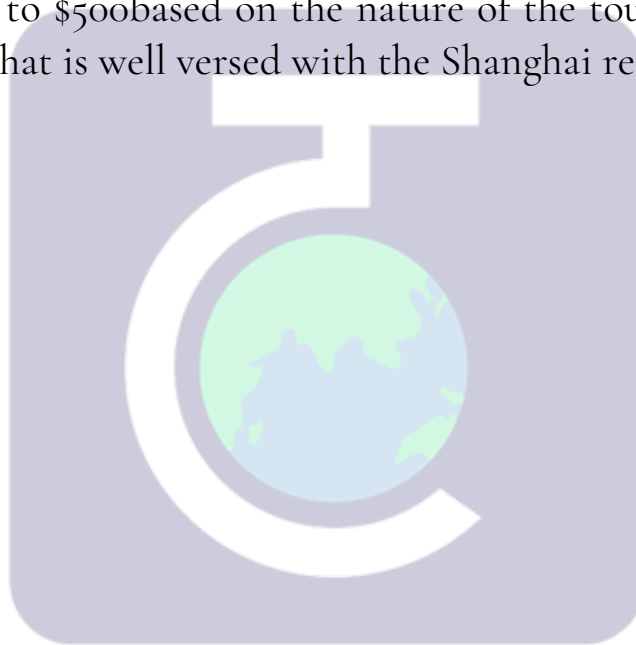 to $500based on the nature of the tou
hat is well versed with the Shanghai re